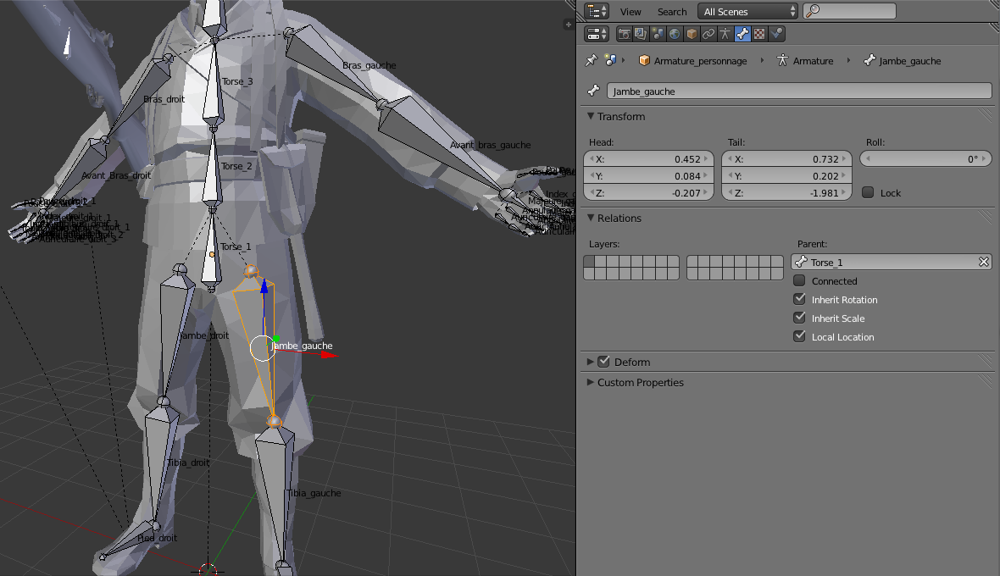 View Search All Scenes
Armature_personnage Armature Jambe_gauche
Jambe_gauche
Transform
Head: Tail: Roll:
X: 0.452 X: 0.732 0°
Y: 0.084 Y: 0.202
Z: -0.207 Z: -1.981 Lock
Relations
Layers: Parent:
Torse_1
Connected
Inherit Rotation
Inherit Scale
Local Location
Deform
Custom Properties
Bras_gauche
Torse_3
Bras_droit
Avant_bras_gauche
Torse_2
Avant_Bras_droit
Torse_1
Jambe_droit
Jambe_gauche
Tibia_droit
Tibia_gauche
Pied_droit